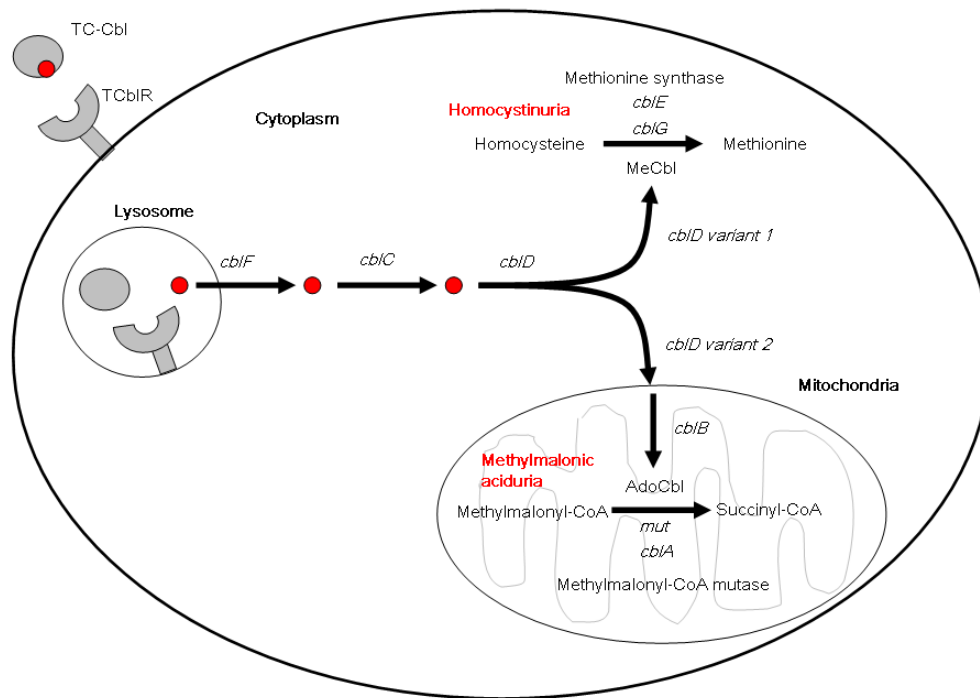 TC-Cbl
TCblR
Cytoplasm
Homocystinuria
Methionine synthase
cblE
cblG
Homocysteine
Methionine
MeCbl
Lysosome
cblF
cblC
cblD
cblD variant 1
cblD variant 2
Mitochondria
cblB
Methylmalonic
aciduria
AdoCbl
Methylmalonyl-CoA
Succinyl-CoA
mut
cblA
Methylmalonyl-CoA mutase